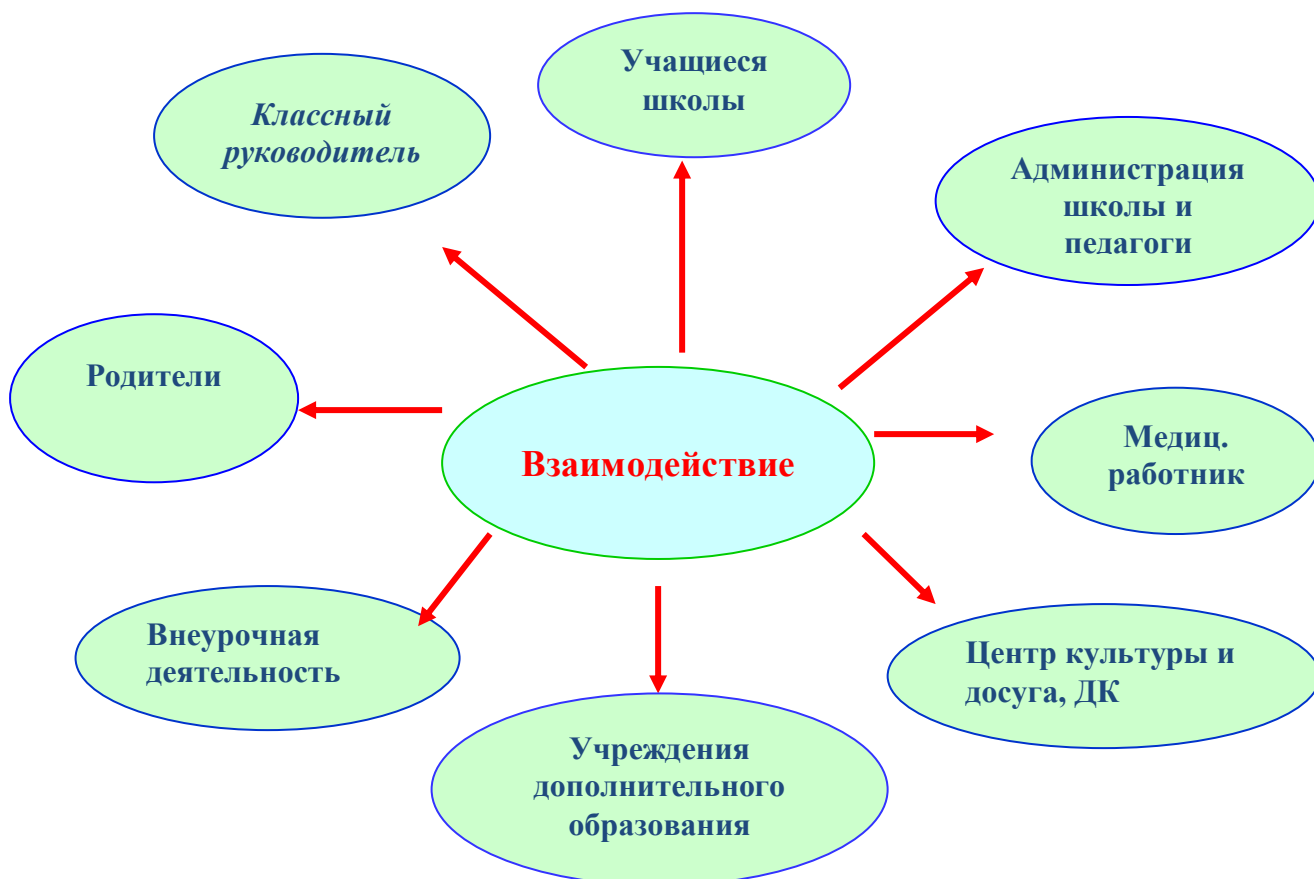 Учащиеся
школы
Классный
руководитель
Администрация
школы и
педагоги
Родители
Медиц.
работник
Взаимодействие
Внеурочная
деятельность
Центр культуры и
досуга, ДК
Учреждения
дополнительного
образования